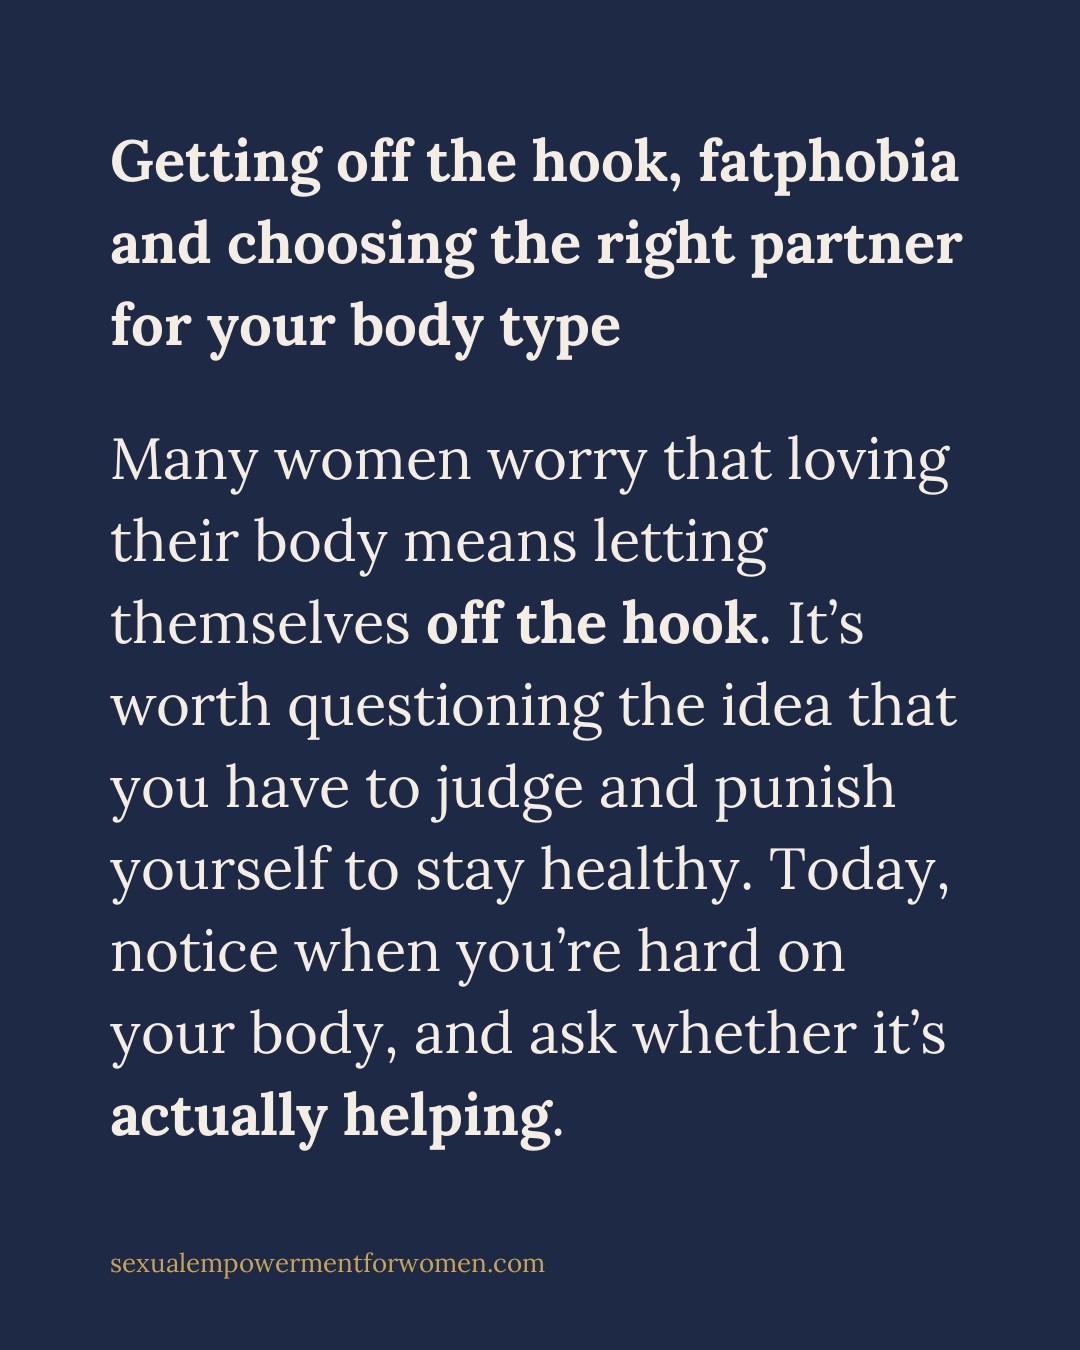 Getting off the hook, fatphobia
and choosing the right partner
for your body type
Many women worry that loving
their body means letting
themselves off the hook. It’s
worth questioning the idea that
you have to judge and punish
yourself to stay healthy. Today,
notice when you’re hard on
your body, and ask whether it’s
actually helping.
sexualempowermentforwomen.com